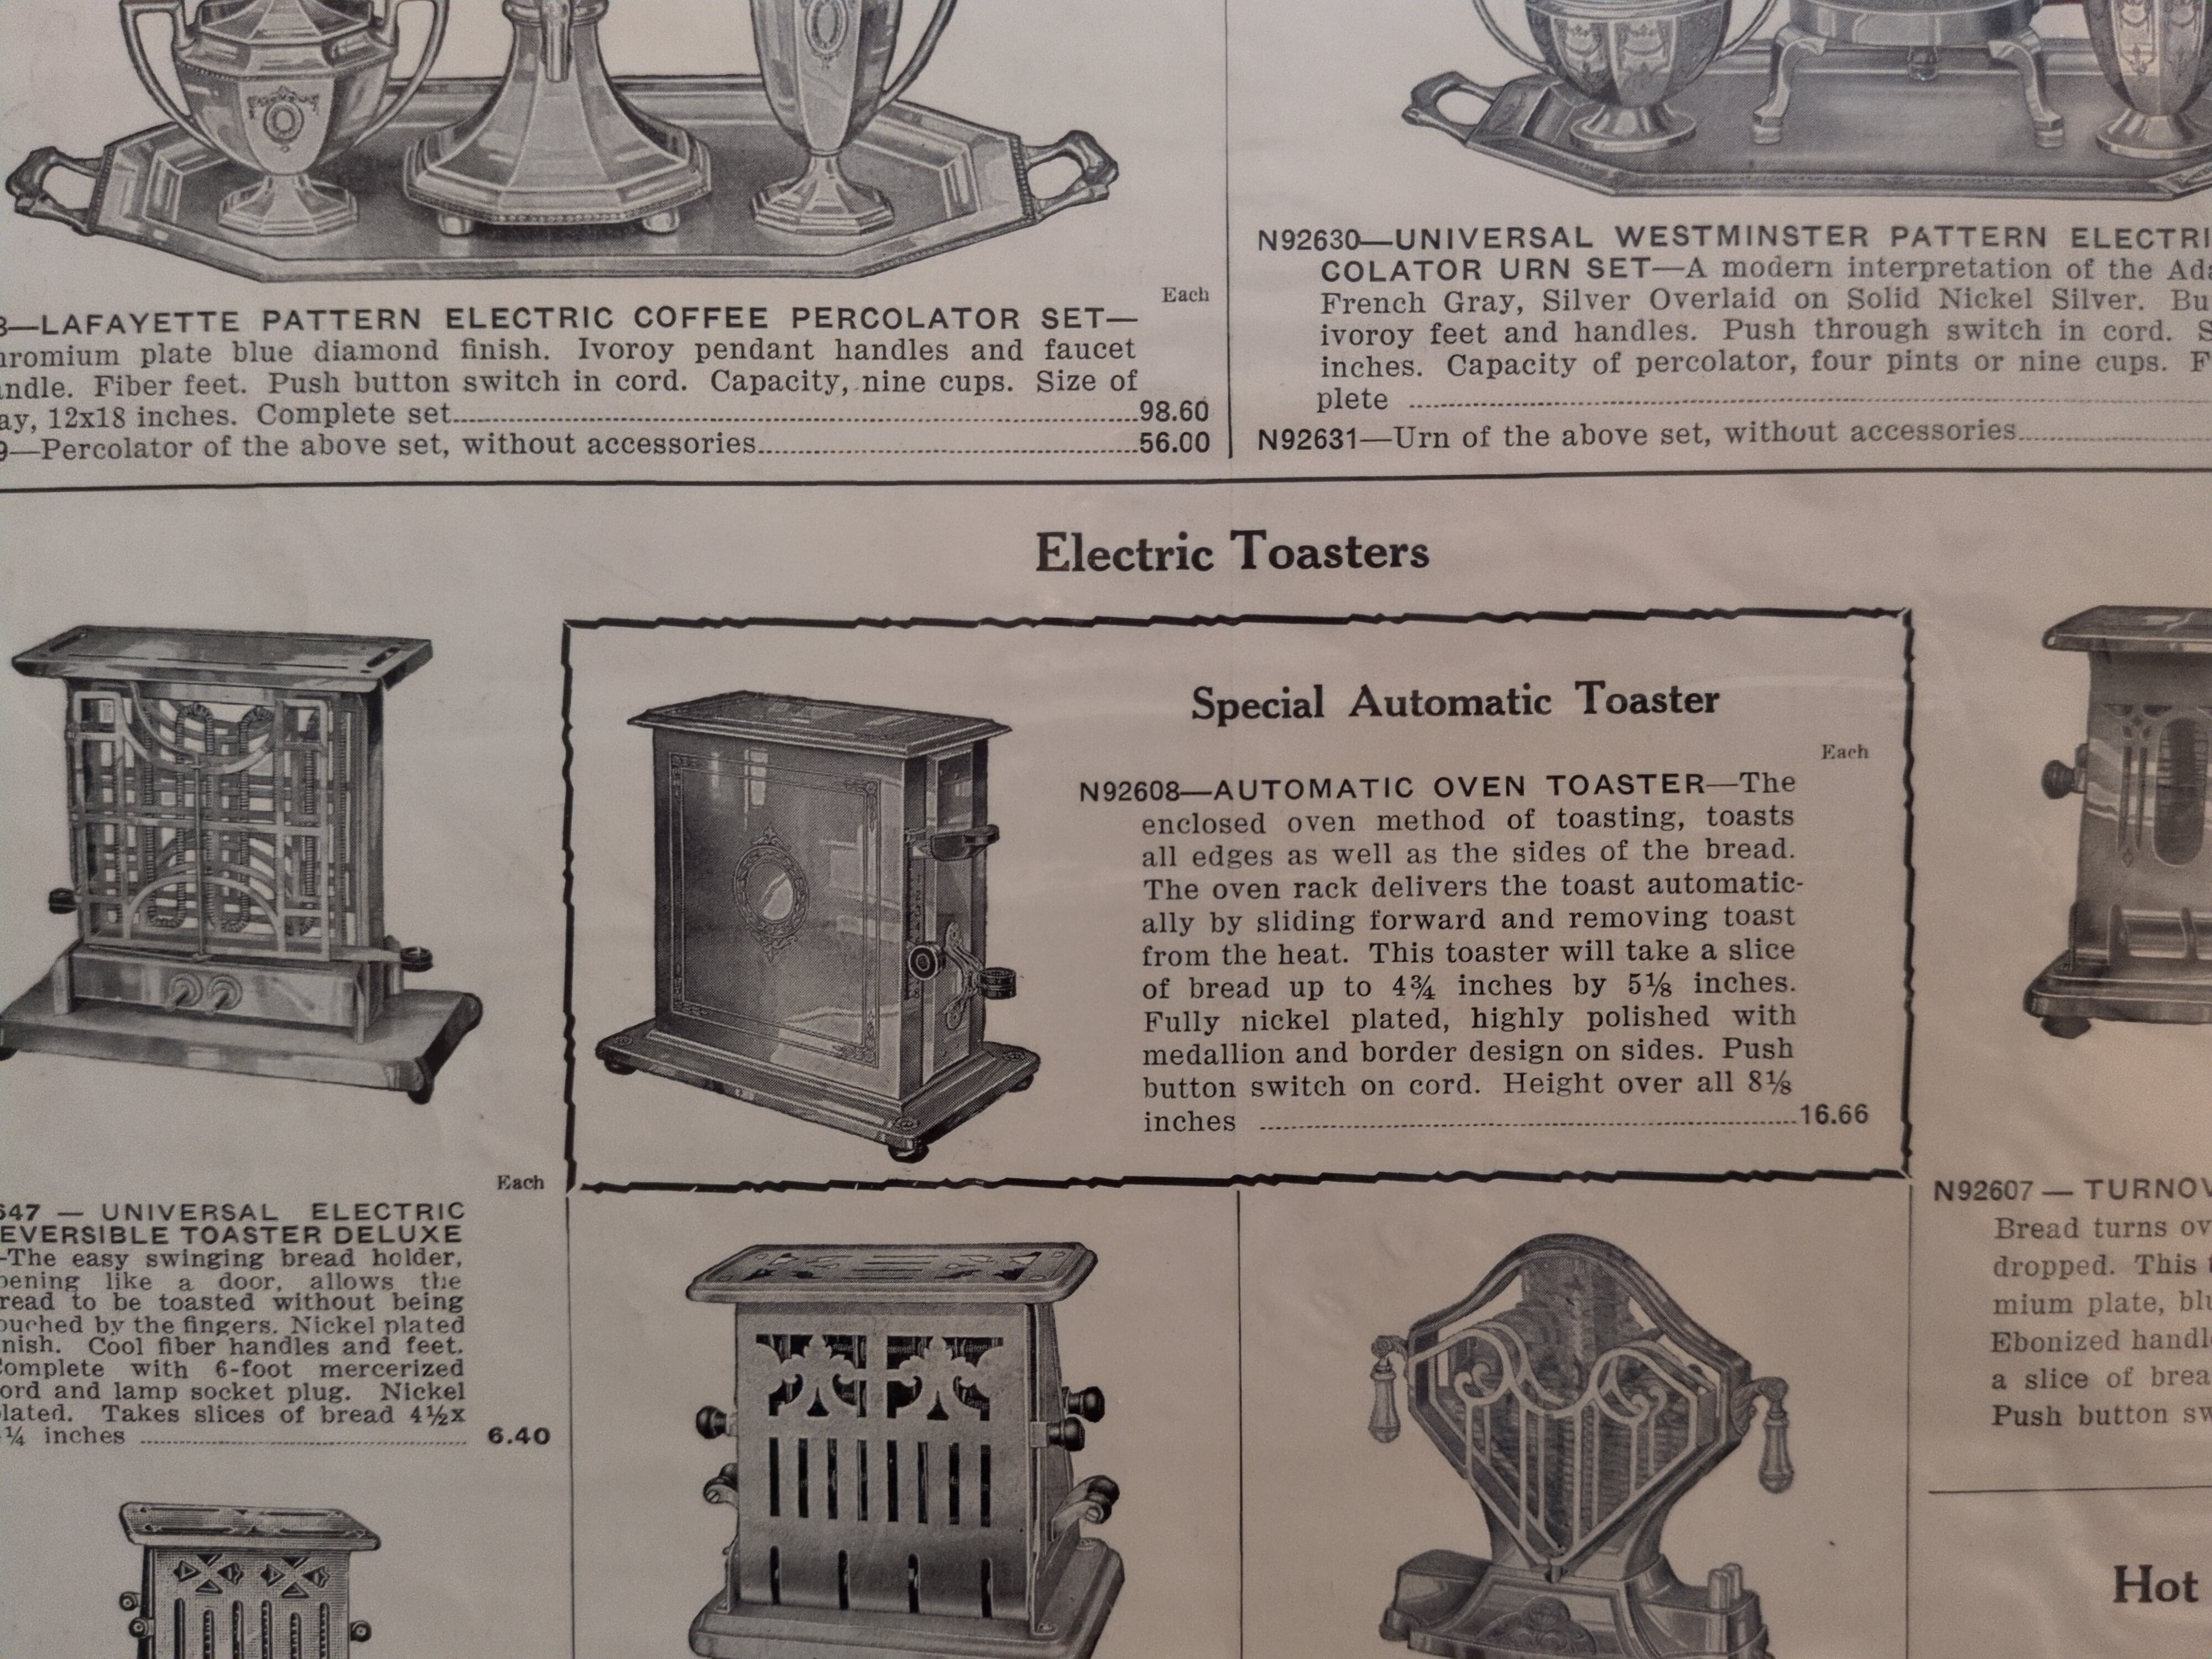 Each
3—LAFAYETTE PATTERN ELECTRIC COFFEE PERCOLATOR SET—
hromium plate blue diamond finish. Ivoroy pendant handles and faucet
andle. Fiber feet. Push button switch in cord. Capacity, nine cups. Size of
ay, 12x18 inches. Complete set 98.60
9—Percolator of the above set, without accessories 56.00
N92630—UNIVERSAL WESTMINSTER PATTERN ELECTRI
COLATOR URN SET—A modern interpretation of the Ada
French Gray, Silver Overlaid on Solid Nickel Silver. Bu
ivoroy feet and handles. Push through switch in cord. S
inches. Capacity of percolator, four pints or nine cups. F
plete
N92631—Urn of the above set, without accessories
Electric Toasters
Special Automatic Toaster
Each
N92608—AUTOMATIC OVEN TOASTER—The
enclosed oven method of toasting, toasts
all edges as well as the sides of the bread.
The oven rack delivers the toast automatic-
ally by sliding forward and removing toast
from the heat. This toaster will take a slice
of bread up to 4¾ inches by 5⅛ inches.
Fully nickel plated, highly polished with
medallion and border design on sides. Push
button switch on cord. Height over all 8⅛
inches 16.66
Each
647 — UNIVERSAL ELECTRIC
EVERSIBLE TOASTER DELUXE
—The easy swinging bread holder,
pening like a door, allows the
read to be toasted without being
ouched by the fingers. Nickel plated
nish. Cool fiber handles and feet.
Complete with 6-foot mercerized
ord and lamp socket plug. Nickel
lated. Takes slices of bread 4½x
¼ inches 6.40
N92607 — TURNOV
Bread turns ov
dropped. This t
mium plate, blu
Ebonized handl
a slice of brea
Push button sw
Hot